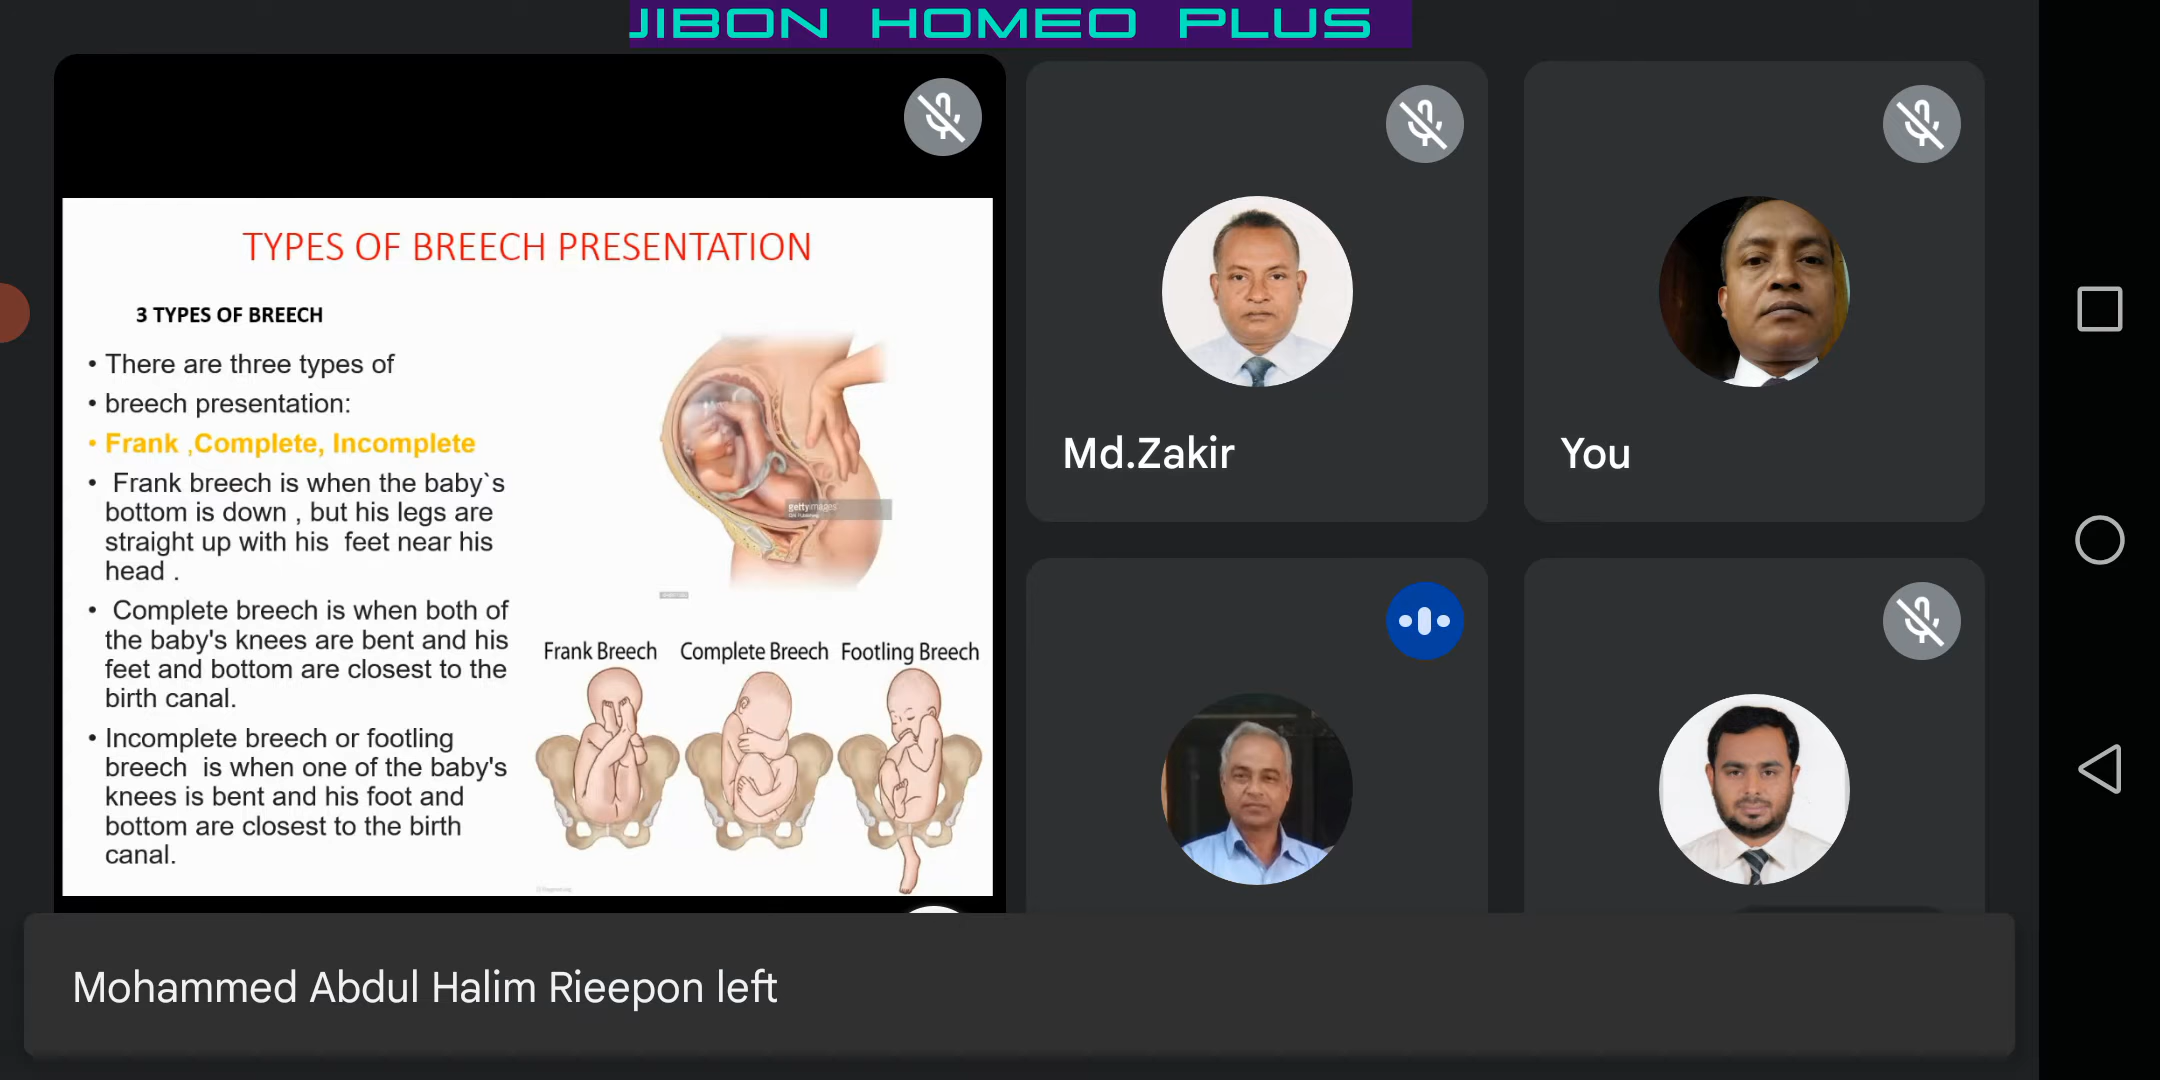 JIBON HOMEO PLUS
TYPES OF BREECH PRESENTATION
3 TYPES OF BREECH
• There are three types of
• breech presentation:
• Frank ,Complete, Incomplete
• Frank breech is when the baby`s
bottom is down , but his legs are
straight up with his feet near his
head .
• Complete breech is when both of
the baby's knees are bent and his
feet and bottom are closest to the
birth canal.
• Incomplete breech or footling
breech is when one of the baby's
knees is bent and his foot and
bottom are closest to the birth
canal.
gettyimages
Frank Breech Complete Breech Footling Breech
Md.Zakir
You
Mohammed Abdul Halim Rieepon left